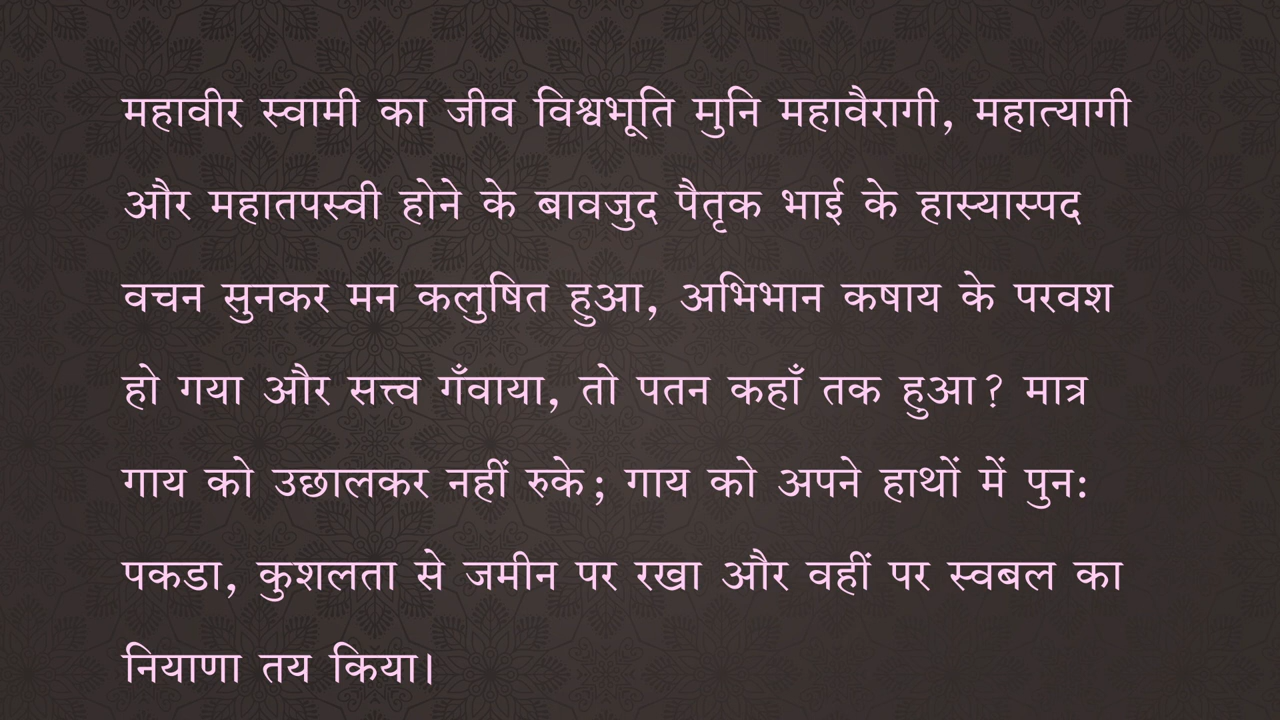 महावीर स्वामी का जीव विश्वभूति मुनि महावैरागी, महात्यागी
और महातपस्वी होने के बावजुद पैतृक भाई के हास्यास्पद
वचन सुनकर मन कलुषित हुआ, अभिभान कषाय के परवश
हो गया और सत्त्व गँवाया, तो पतन कहाँ तक हुआ? मात्र
गाय को उछालकर नहीं रुके; गाय को अपने हाथों में पुनः
पकडा, कुशलता से जमीन पर रखा और वहीं पर स्वबल का
नियाणा तय किया।